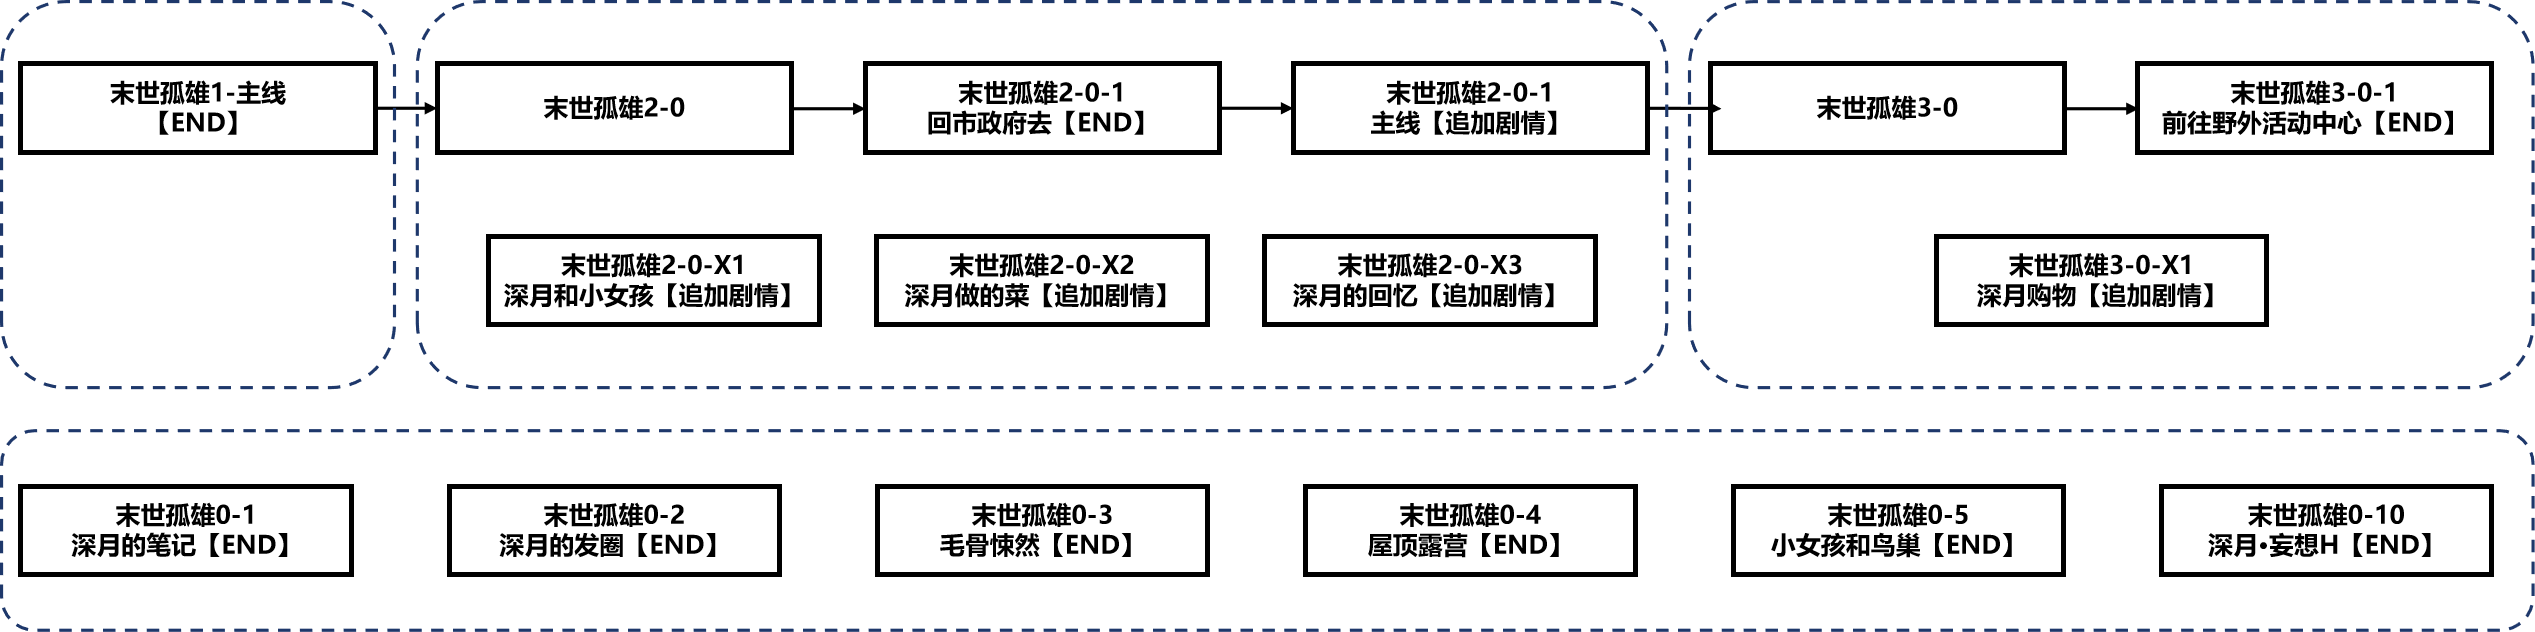 末世孤雄1-主线
【END】
末世孤雄2-0
末世孤雄2-0-1
回市政府去【END】
末世孤雄2-0-1
主线【追加剧情】
末世孤雄3-0
末世孤雄3-0-1
前往野外活动中心【END】
末世孤雄2-0-X1
深月和小女孩【追加剧情】
末世孤雄2-0-X2
深月做的菜【追加剧情】
末世孤雄2-0-X3
深月的回忆【追加剧情】
末世孤雄3-0-X1
深月购物【追加剧情】
末世孤雄0-1
深月的笔记【END】
末世孤雄0-2
深月的发圈【END】
末世孤雄0-3
毛骨悚然【END】
末世孤雄0-4
屋顶露营【END】
末世孤雄0-5
小女孩和鸟巢【END】
末世孤雄0-10
深月•妄想H【END】